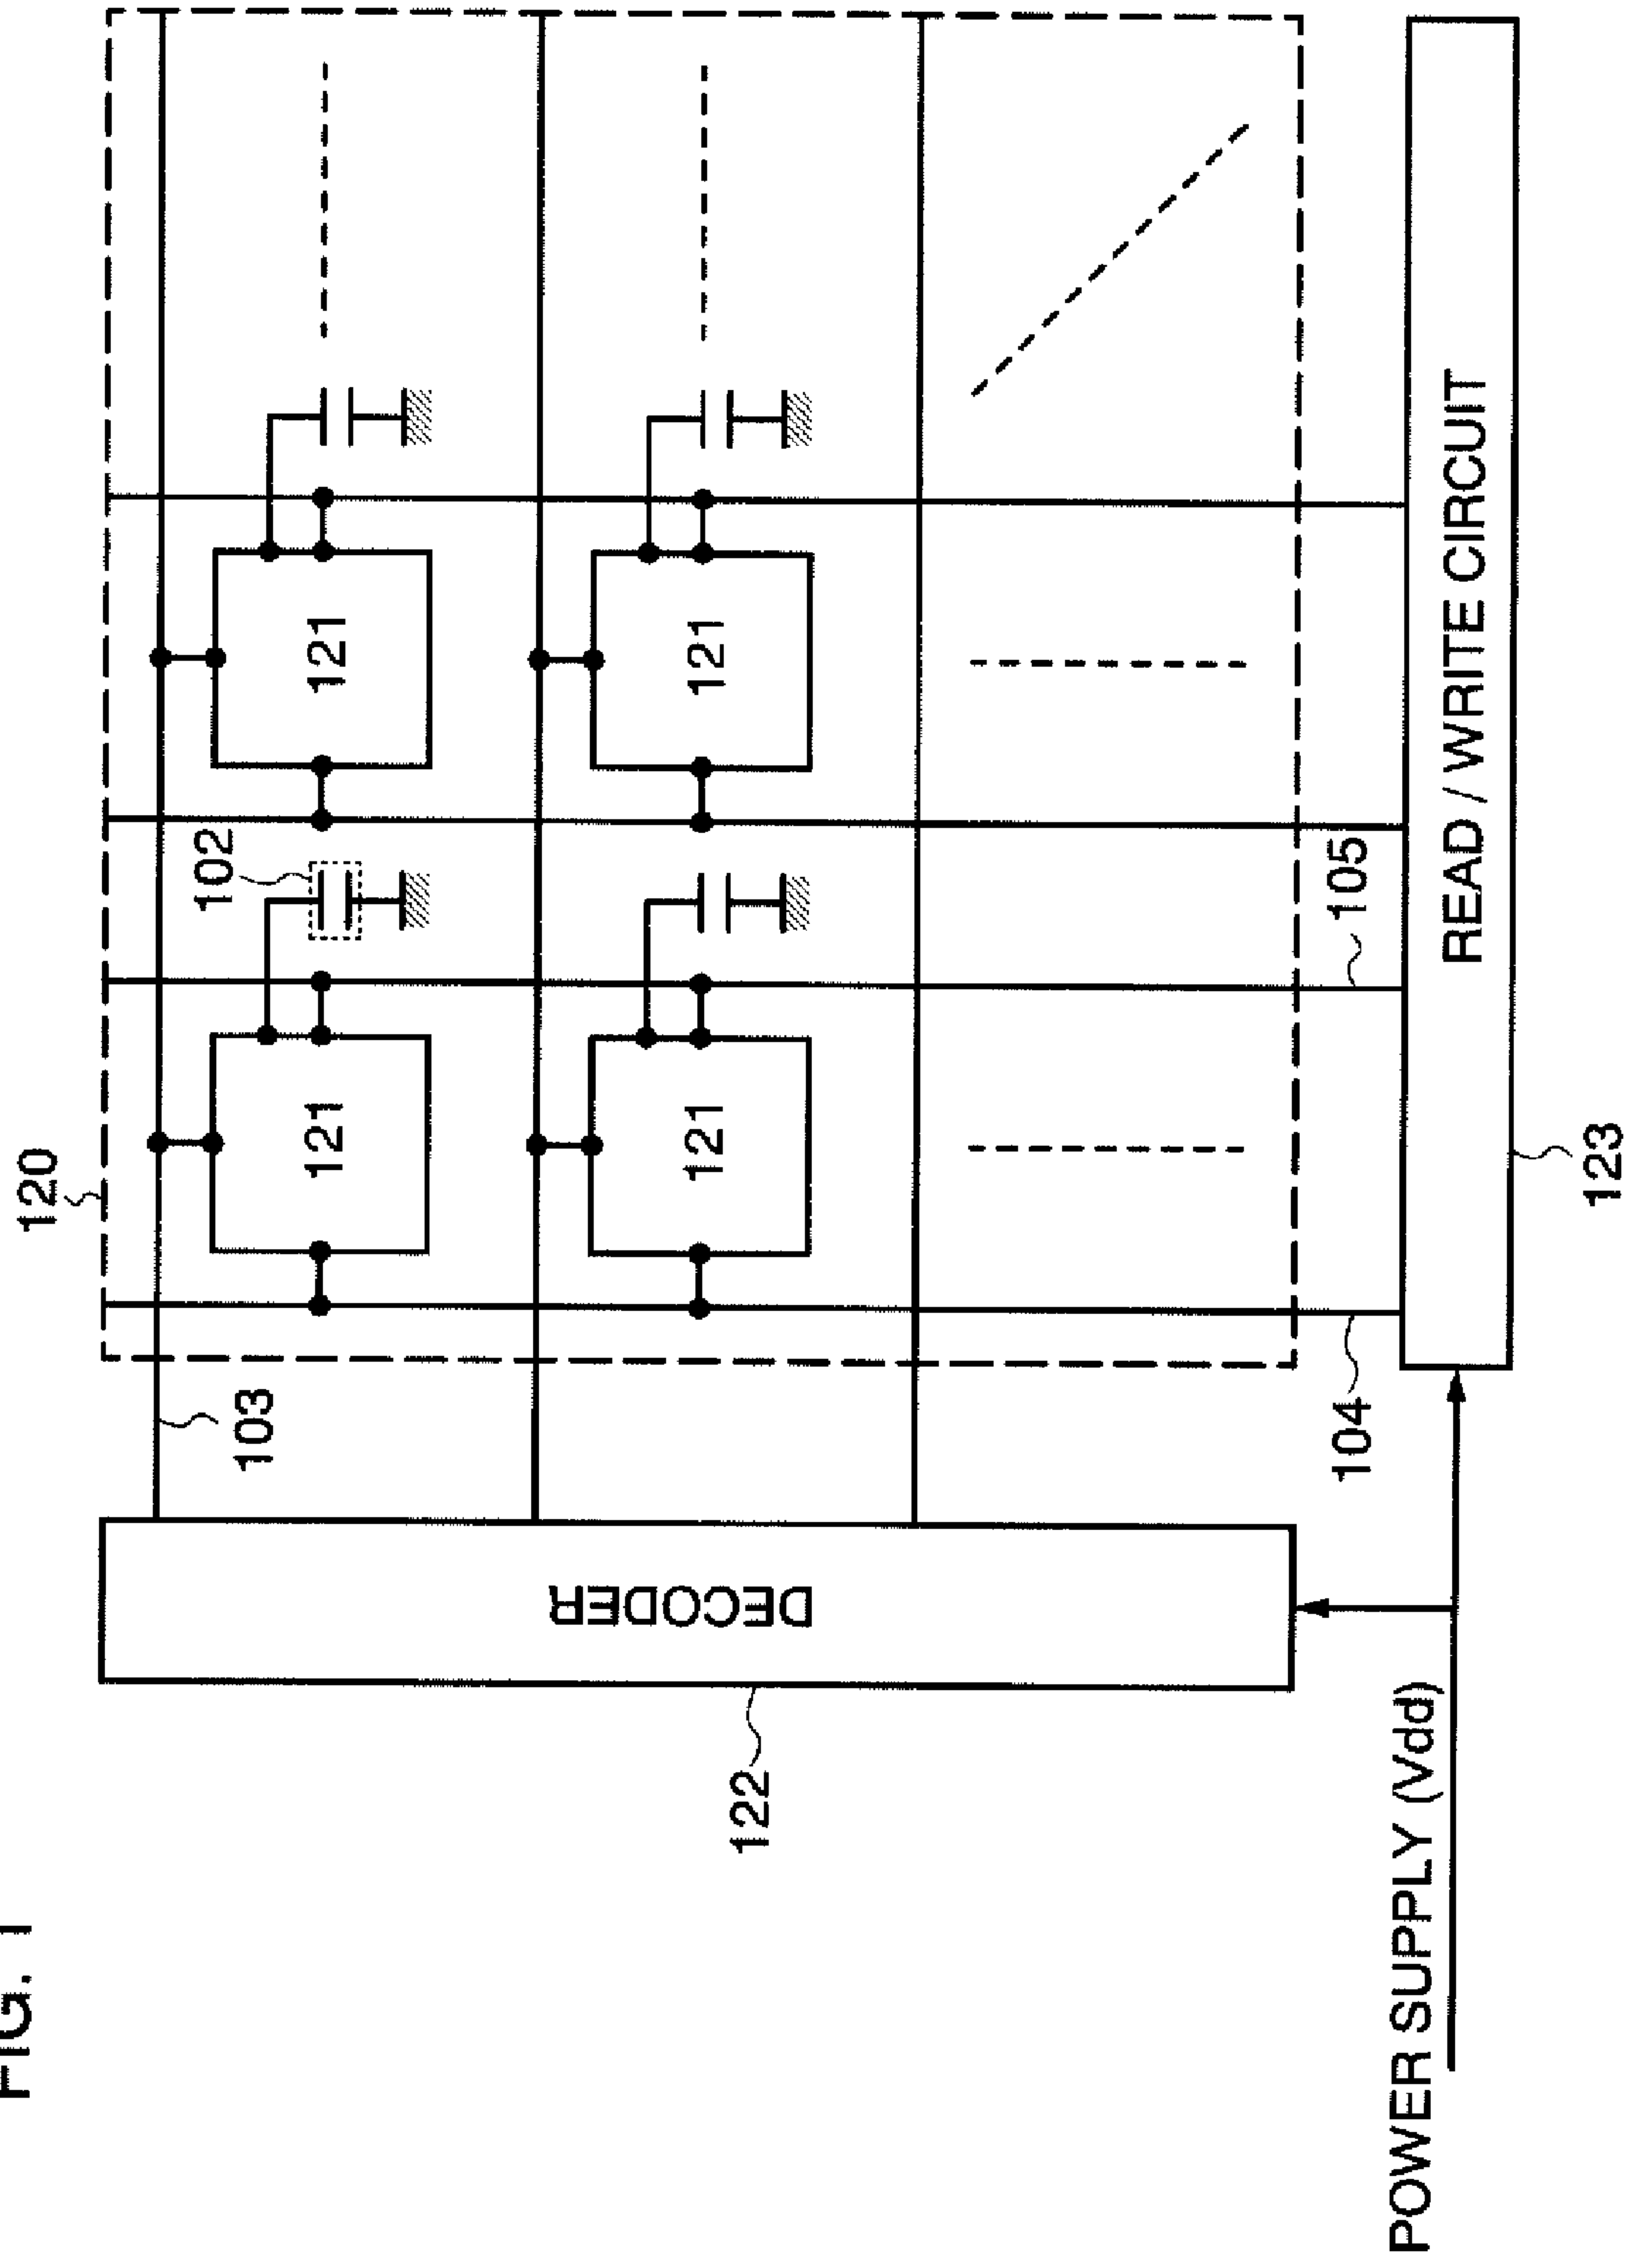 FIG. 1
120
102
121
121
103
121
121
DECODER
122
105
104
READ / WRITE CIRCUIT
123
POWER SUPPLY (Vdd)